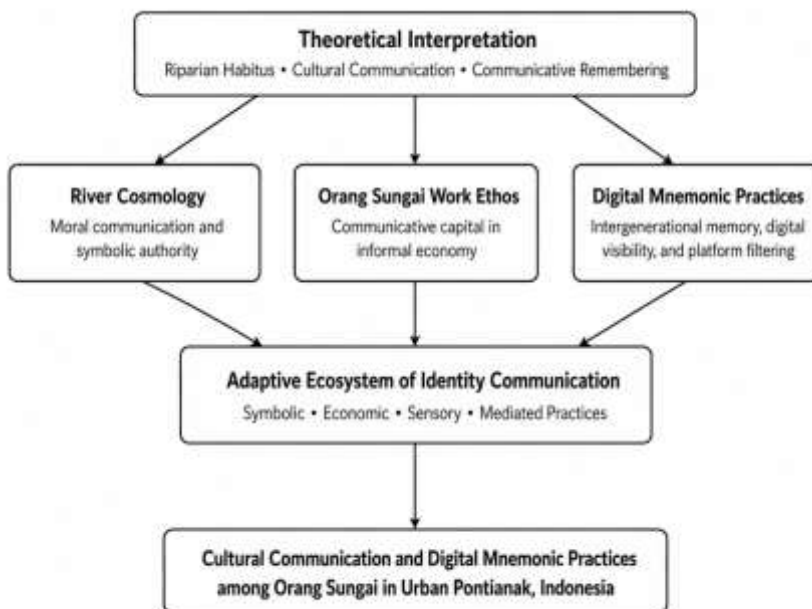 Theoretical Interpretation
Riparian Habitus • Cultural Communication • Communicative Remembering
River Cosmology
Moral communication and
symbolic authority
Orang Sungai Work Ethos
Communicative capital in
informal economy
Digital Mnemonic Practices
Intergenerational memory, digital
visibility, and platform filtering
Adaptive Ecosystem of Identity Communication
Symbolic • Economic • Sensory • Mediated Practices
Cultural Communication and Digital Mnemonic Practices
among Orang Sungai in Urban Pontianak, Indonesia